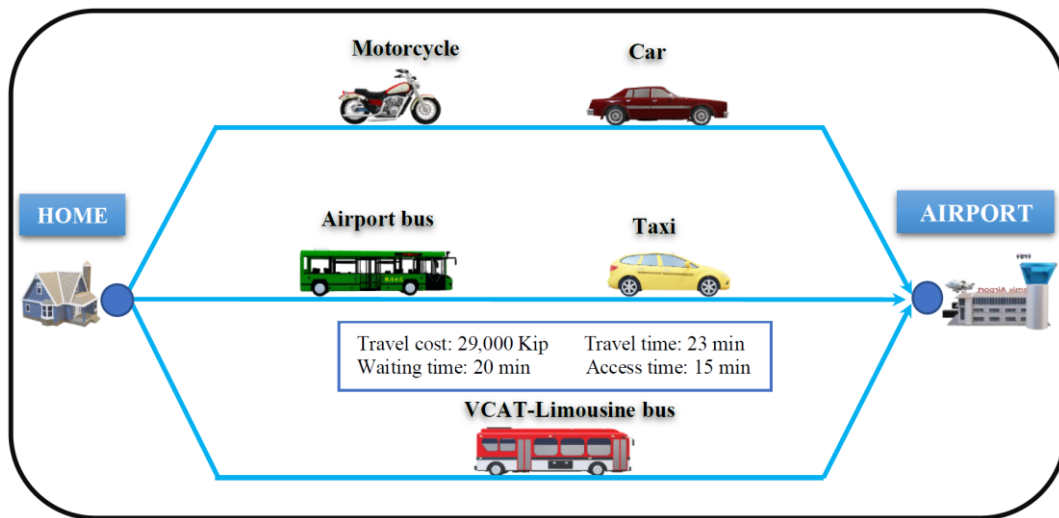 Motorcycle
Car
HOME
Airport bus
Taxi
AIRPORT
Travel cost: 29,000 Kip
Travel time: 23 min
Waiting time: 20 min
Access time: 15 min
VCAT-Limousine bus